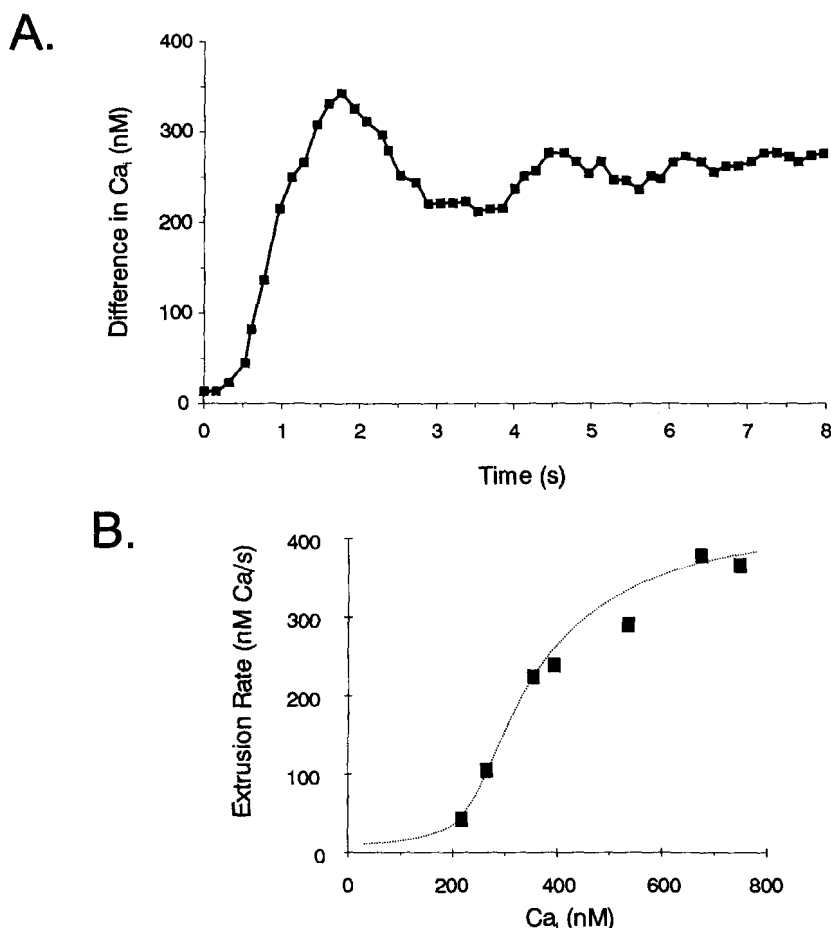 A.
400
300
200
100
0
Difference in Caᵢ (nM)
0 1 2 3 4 5 6 7 8
Time (s)
B.
400
300
200
100
0
Extrusion Rate (nM Ca/s)
0 200 400 600 800
Caᵢ (nM)